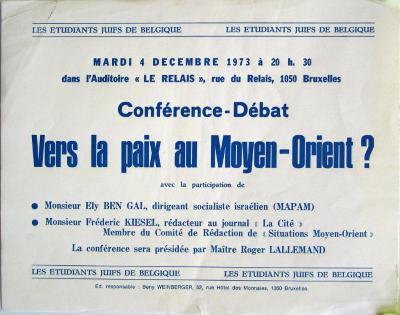 LES ETUDIANTS JUIFS DE BELGIQUE LES ETUDIANTS JUIFS DE BELGIQUE
MARDI 4 DECEMBRE 1973 à 20 h. 30
dans l'Auditoire « LE RELAIS », rue du Relais, 1050 Bruxelles
Conférence-Débat
Vers la paix au Moyen-Orient ?
avec la participation de
● Monsieur Ely BEN GAL, dirigeant socialiste israélien (MAPAM)
● Monsieur Fréderic KIESEL, rédacteur au journal « La Cité »
Membre du Comité de Rédaction de « Situations Moyen-Orient »
La conférence sera présidée par Maître Roger LALLEMAND
LES ETUDIANTS JUIFS DE BELGIQUE LES ETUDIANTS JUIFS DE BELGIQUE
Ed. responsable : Beny WEINBERGER, 52, rue Hôtel des Monnaies, 1060 Bruxelles